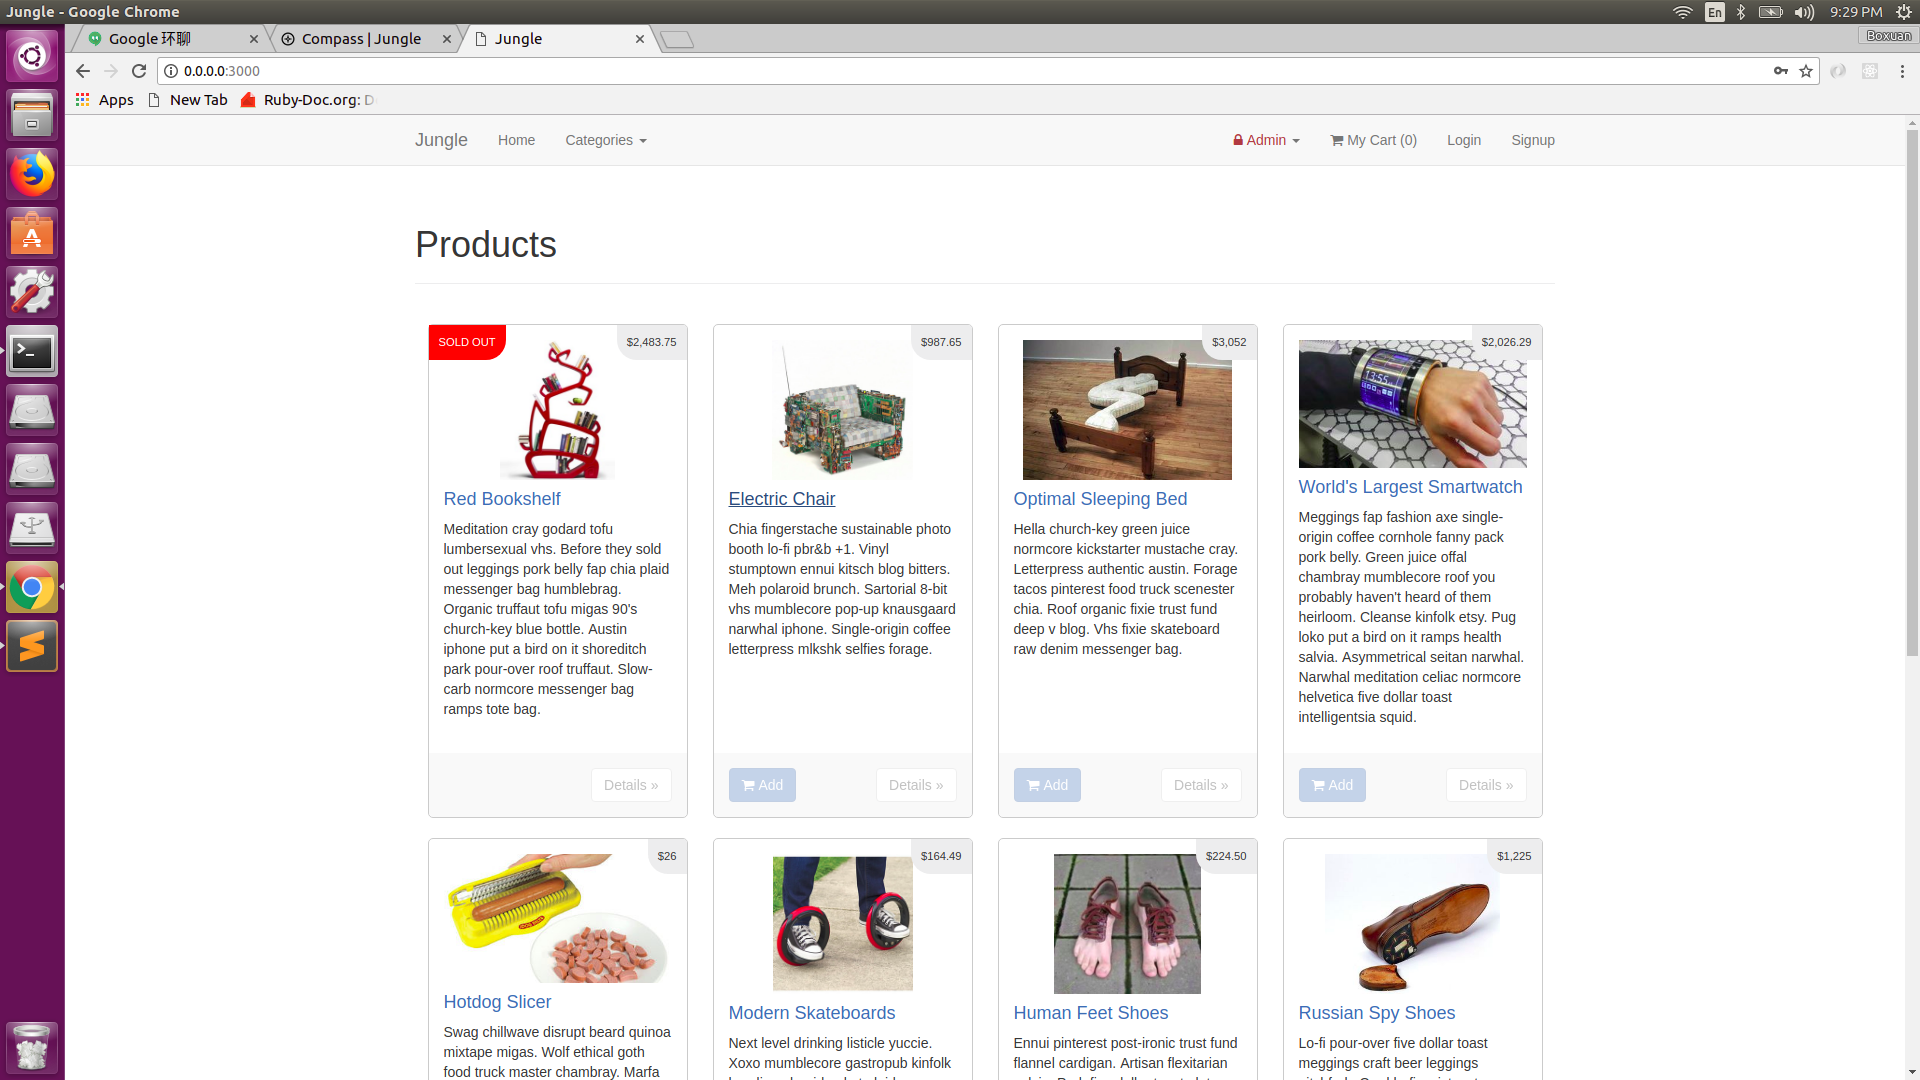 Jungle - Google Chrome
En
9:29 PM
Google 环聊
Compass | Jungle
Jungle
Boxuan
0.0.0.0:3000
Apps
New Tab
Ruby-Doc.org: D
Jungle
Home
Categories
Admin
My Cart (0)
Login
Signup
Products
SOLD OUT
$2,483.75
Red Bookshelf
Meditation cray godard tofu
lumbersexual vhs. Before they sold
out leggings pork belly fap chia plaid
messenger bag humblebrag.
Organic truffaut tofu migas 90's
church-key blue bottle. Austin
iphone put a bird on it shoreditch
park pour-over roof truffaut. Slow-
carb normcore messenger bag
ramps tote bag.
Details »
$987.65
Electric Chair
Chia fingerstache sustainable photo
booth lo-fi pbr&b +1. Vinyl
stumptown ennui kitsch blog bitters.
Meh polaroid brunch. Sartorial 8-bit
vhs mumblecore pop-up knausgaard
narwhal iphone. Single-origin coffee
letterpress mlkshk selfies forage.
Add
Details »
$3,052
Optimal Sleeping Bed
Hella church-key green juice
normcore kickstarter mustache cray.
Letterpress authentic austin. Forage
tacos pinterest food truck scenester
chia. Roof organic fixie trust fund
deep v blog. Vhs fixie skateboard
raw denim messenger bag.
Add
Details »
$2,026.29
13:55
World's Largest Smartwatch
Meggings fap fashion axe single-
origin coffee cornhole fanny pack
pork belly. Green juice offal
chambray mumblecore roof you
probably haven't heard of them
heirloom. Cleanse kinfolk etsy. Pug
loko put a bird on it ramps health
salvia. Asymmetrical seitan narwhal.
Narwhal meditation celiac normcore
helvetica five dollar toast
intelligentsia squid.
Add
Details »
$26
Hotdog Slicer
Swag chillwave disrupt beard quinoa
mixtape migas. Wolf ethical goth
food truck master chambray. Marfa
$164.49
Modern Skateboards
Next level drinking listicle yuccie.
Xoxo mumblecore gastropub kinfolk
$224.50
Human Feet Shoes
Ennui pinterest post-ironic trust fund
flannel cardigan. Artisan flexitarian
$1,225
Russian Spy Shoes
Lo-fi pour-over five dollar toast
meggings craft beer leggings